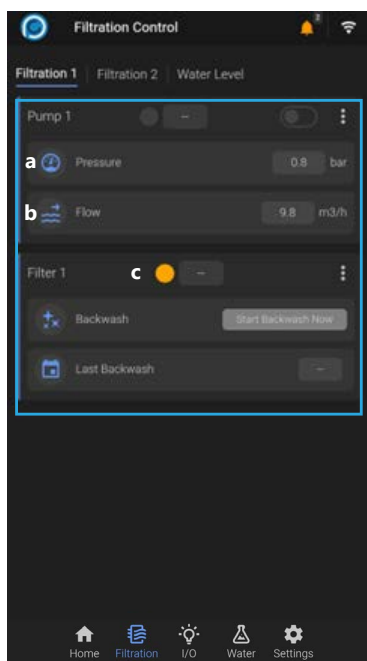 Filtration Control 2
Filtration 1 Filtration 2 Water Level
Pump 1 --
a Pressure 0.8 bar
b Flow 9.8 m3/h
Filter 1 c --
Backwash Start Backwash Now
Last Backwash --
Home Filtration I/O Water Settings